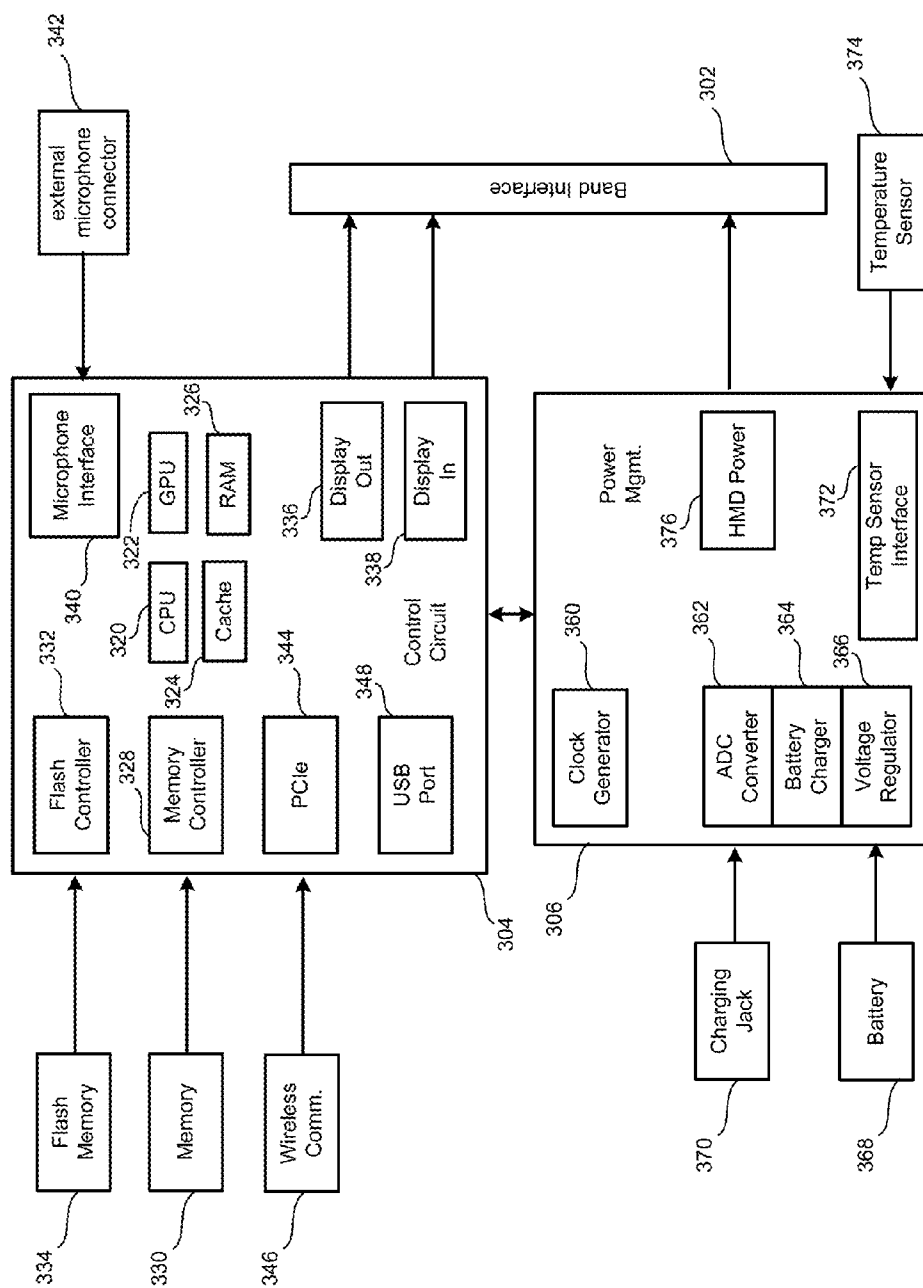 334
Flash
Memory
330
Memory
346
Wireless
Comm.
304
Flash
Controller
332
328
Memory
Controller
PCIe
344
USB
Port
348
Control
Circuit
320
CPU
324
Cache
322
GPU
326
RAM
340
Microphone
Interface
336
Display
Out
338
Display
In
external
microphone
connector
342
Band Interface
302
370
Charging
Jack
368
Battery
306
Clock
Generator
360
ADC
Converter
362
Battery
Charger
364
Voltage
Regulator
366
Power
Mgmt.
376
HMD Power
372
Temp Sensor
Interface
Temperature
Sensor
374